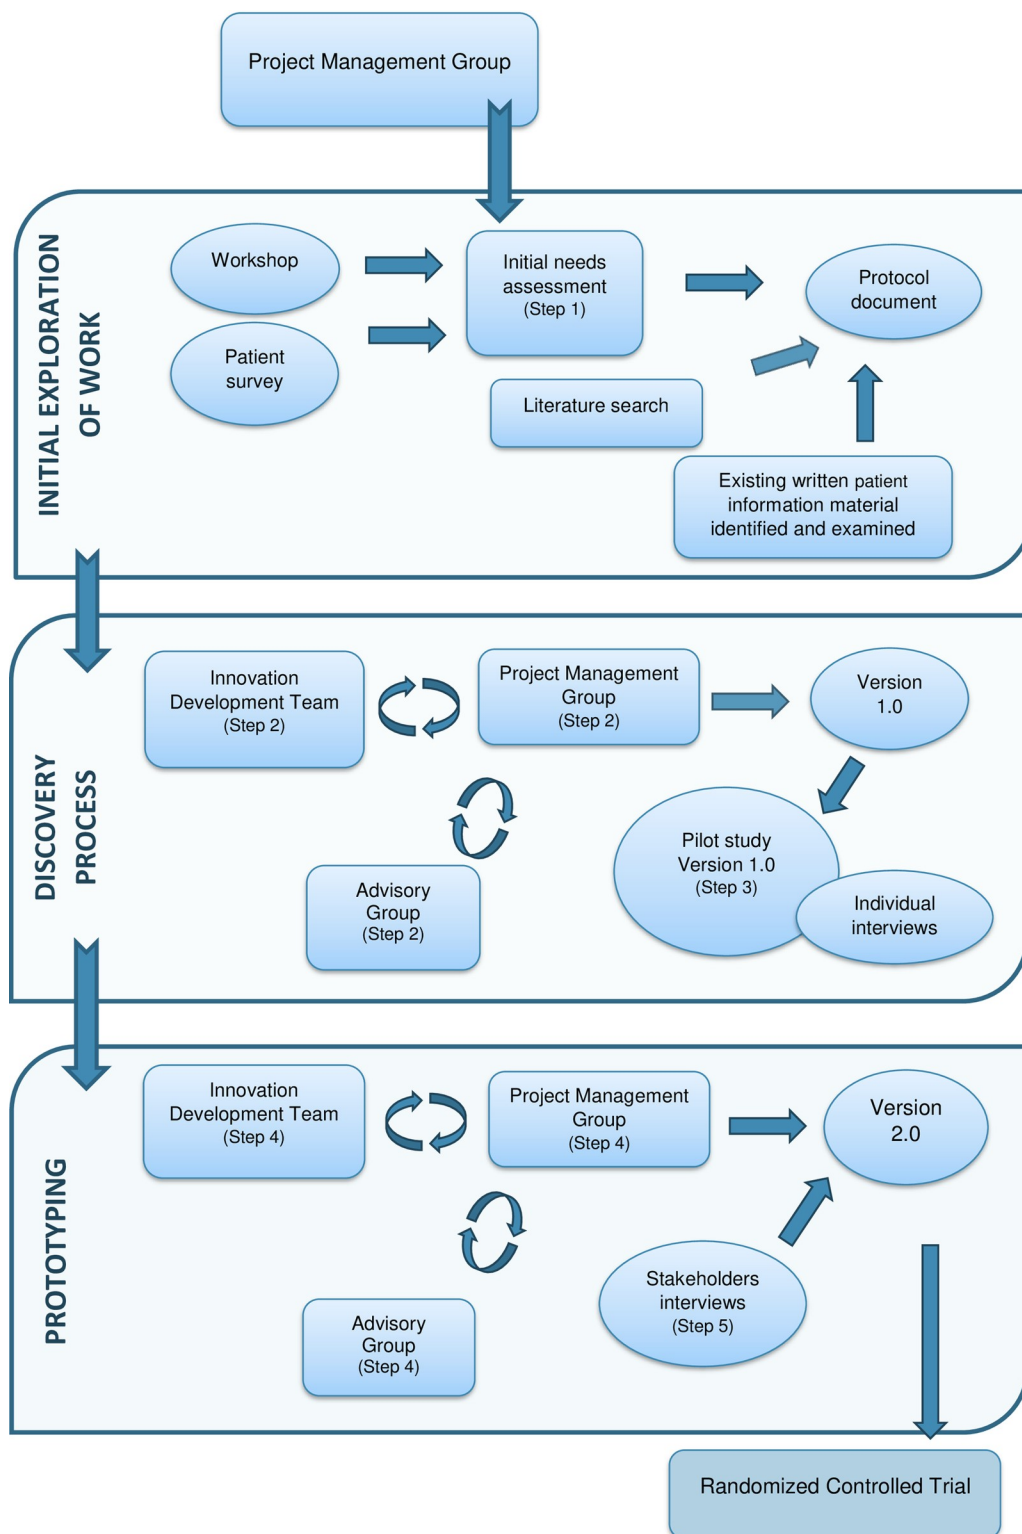 Project Management Group
INITIAL EXPLORATION
OF WORK
Workshop
Patient
survey
Initial needs
assessment
(Step 1)
Protocol
document
Literature search
Existing written patient
information material
identified and examined
DISCOVERY
PROCESS
Innovation
Development Team
(Step 2)
Project Management
Group
(Step 2)
Version
1.0
Advisory
Group
(Step 2)
Pilot study
Version 1.0
(Step 3)
Individual
interviews
PROTOTYPING
Innovation
Development Team
(Step 4)
Project Management
Group
(Step 4)
Version
2.0
Advisory
Group
(Step 4)
Stakeholders
interviews
(Step 5)
Randomized Controlled Trial